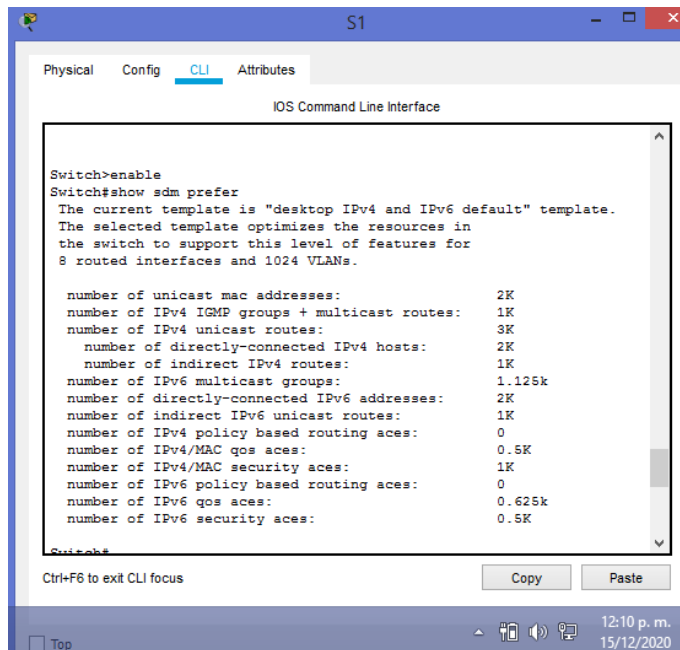 S1
Physical Config CLI Attributes
IOS Command Line Interface
Switch>enable
Switch#show sdm prefer
The current template is "desktop IPv4 and IPv6 default" template.
The selected template optimizes the resources in
the switch to support this level of features for
8 routed interfaces and 1024 VLANs.
number of unicast mac addresses: 2K
number of IPv4 IGMP groups + multicast routes: 1K
number of IPv4 unicast routes: 3K
number of directly-connected IPv4 hosts: 2K
number of indirect IPv4 routes: 1K
number of IPv6 multicast groups: 1.125k
number of directly-connected IPv6 addresses: 2K
number of indirect IPv6 unicast routes: 1K
number of IPv4 policy based routing aces: 0
number of IPv4/MAC qos aces: 0.5K
number of IPv4/MAC security aces: 1K
number of IPv6 policy based routing aces: 0
number of IPv6 qos aces: 0.625k
number of IPv6 security aces: 0.5K
Switch#
Ctrl+F6 to exit CLI focus Copy Paste
Top
12:10 p. m.
15/12/2020